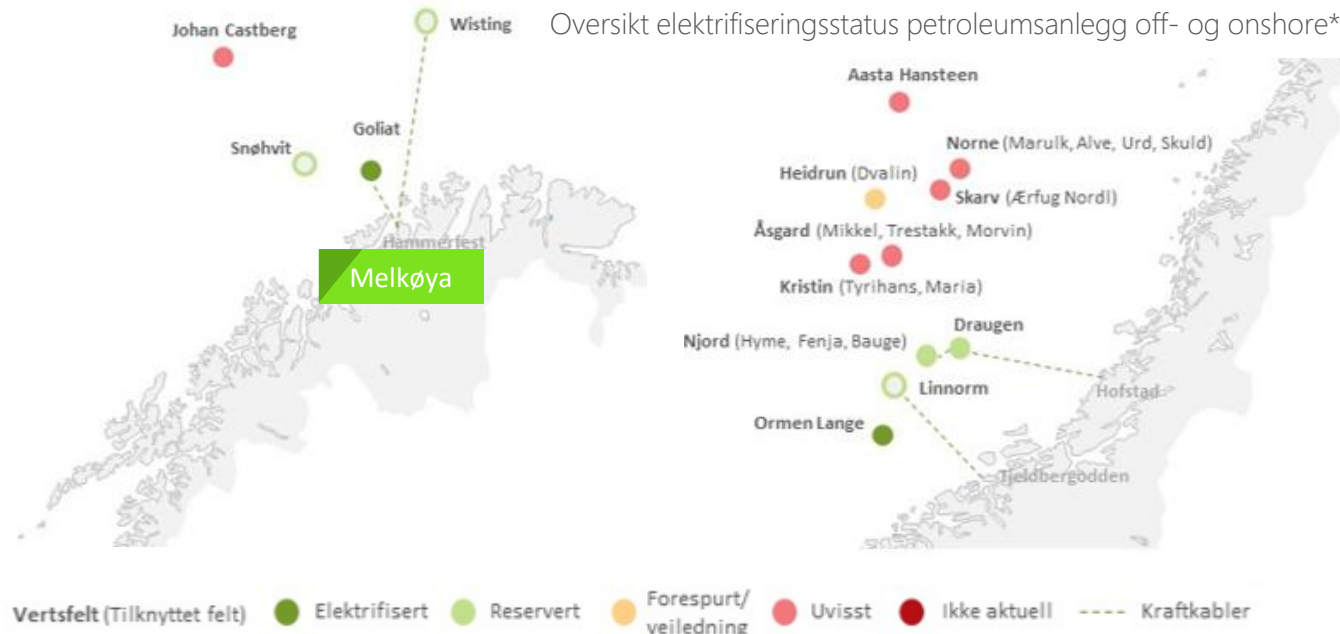 Oversikt elektrifiseringsstatus petroleumsanlegg off- og onshore*
Johan Castberg
Wisting
Goliat
Snøhvit
Hammerfest
Melkøya
Aasta Hansteen
Norne (Marulk, Alve, Urd, Skuld)
Heidrun (Dvalin)
Skarv (Ærfug Nordl)
Åsgard (Mikkel, Trestakk, Morvin)
Kristin (Tyrihans, Maria)
Draugen
Njord (Hyme, Fenja, Bauge)
Linnorm
Hofstad
Ormen Lange
Tjeldbergodden
Vertsfelt (Tilknyttet felt)
Elektrifisert
Reservert
Forespurt/
veiledning
Uvisst
Ikke aktuell
Kraftkabler